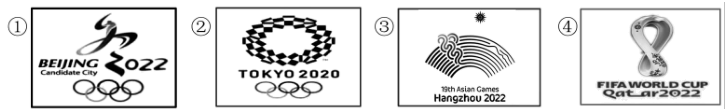 ①
BEIJING 2022
Candidate City
②
TOKYO 2020
③
19th Asian Games
Hangzhou 2022
④
FIFA WORLD CUP
Qatar2022